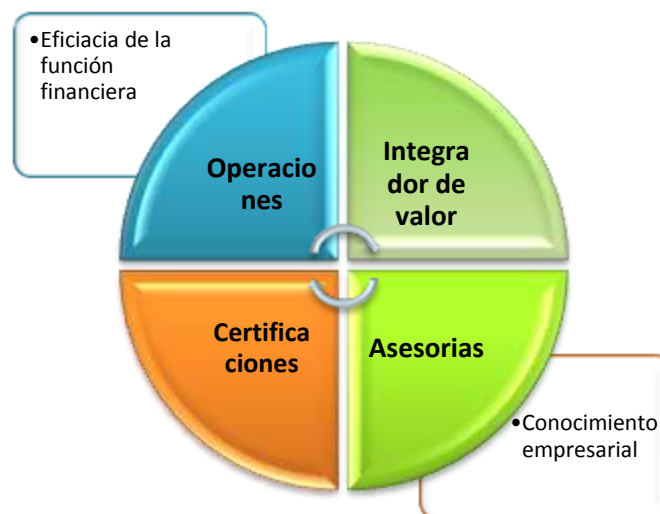 •Eficiacia de la
función
financiera
Operacio
nes
Integra
dor de
valor
Certifica
ciones
Asesorias
•Conocimiento
empresarial